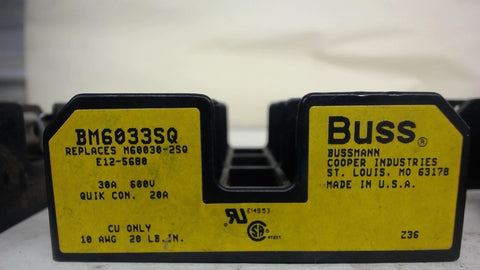 BM6033SQ
REPLACES M60030-2SQ
E12-5680
30A 600V
QUIK CON. 20A
CU ONLY
10 AWG 20 LB.IN.
Buss®
BUSSMANN
COOPER INDUSTRIES
ST. LOUIS, MO 63178
MADE IN U.S.A.
Z36